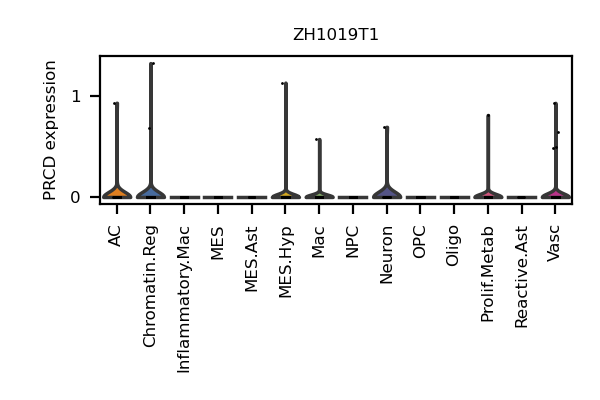 ZH1019T1
PRCD expression
1
0
AC
Chromatin.Reg
Inflammatory.Mac
MES
MES.Ast
MES.Hyp
Mac
NPC
Neuron
OPC
Oligo
Prolif.Metab
Reactive.Ast
Vasc